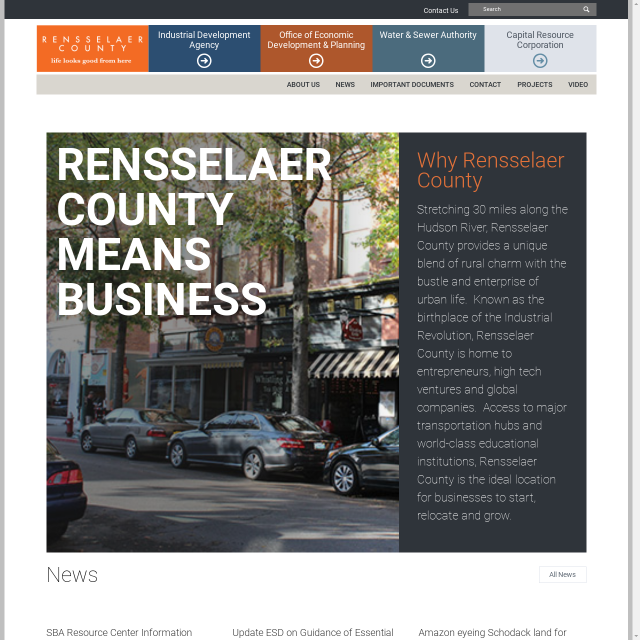 Contact Us
Search
RENSSELAER
COUNTY
life looks good from here
Industrial Development
Agency
Office of Economic
Development & Planning
Water & Sewer Authority
Capital Resource
Corporation
ABOUT US NEWS IMPORTANT DOCUMENTS CONTACT PROJECTS VIDEO
RENSSELAER
COUNTY
MEANS
BUSINESS
Why Rensselaer
County
Stretching 30 miles along the
Hudson River, Rensselaer
County provides a unique
blend of rural charm with the
bustle and enterprise of
urban life. Known as the
birthplace of the Industrial
Revolution, Rensselaer
County is home to
entrepreneurs, high tech
ventures and global
companies. Access to major
transportation hubs and
world-class educational
institutions, Rensselaer
County is the ideal location
for businesses to start,
relocate and grow.
News
All News
SBA Resource Center Information
Update ESD on Guidance of Essential
Amazon eyeing Schodack land for